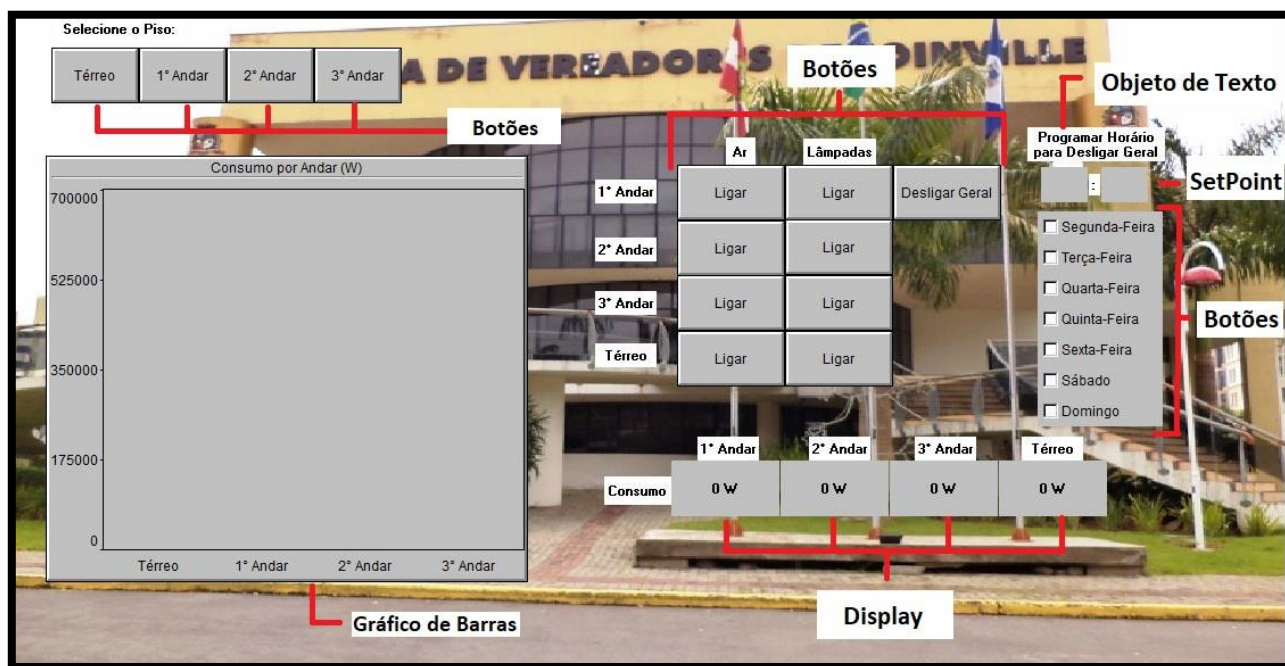 Selecione o Piso:
Térreo
1° Andar
2° Andar
3° Andar
Botões
A DE VEREADORES
OINVILLE
Botões
Objeto de Texto
Programar Horário
para Desligar Geral
SetPoint
:
Ar
Lâmpadas
1° Andar
Ligar
Ligar
Desligar Geral
2° Andar
Ligar
Ligar
3° Andar
Ligar
Ligar
Térreo
Ligar
Ligar
Segunda-Feira
Terça-Feira
Quarta-Feira
Quinta-Feira
Sexta-Feira
Sábado
Domingo
Botões
Consumo por Andar (W)
700000
525000
350000
175000
0
Térreo
1° Andar
2° Andar
3° Andar
Gráfico de Barras
1° Andar
2° Andar
3° Andar
Térreo
Consumo
0 W
0 W
0 W
0 W
Display